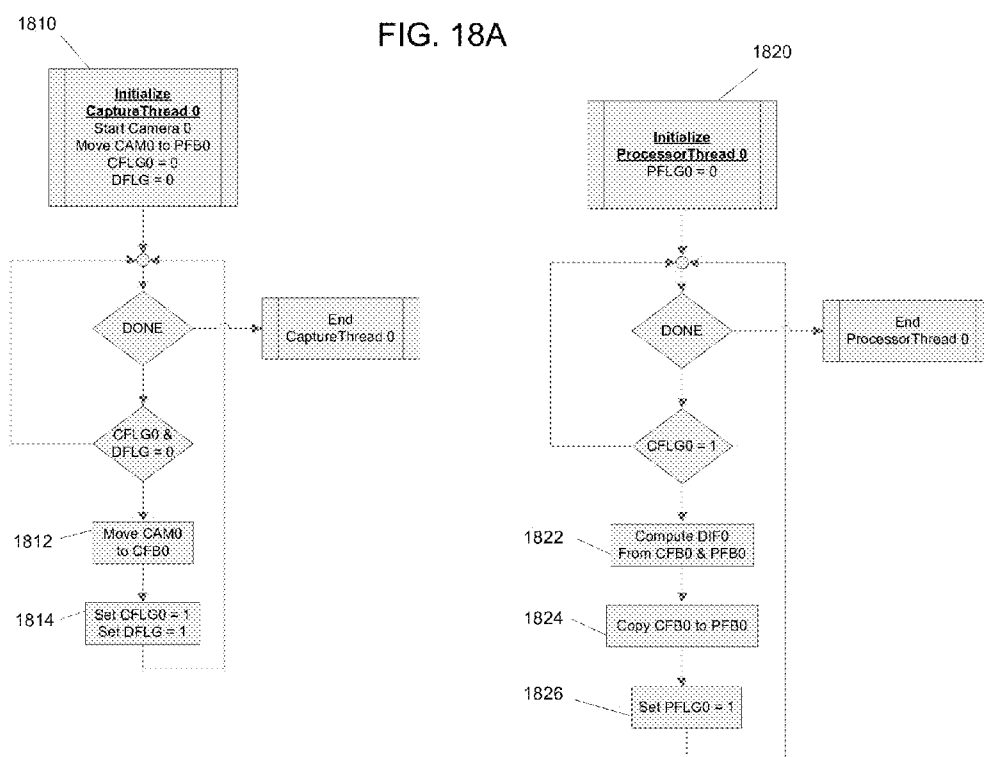 FIG. 18A
1810
Initialize
CaptureThread 0
Start Camera 0
Move CAM0 to PFB0
CFLG0 = 0
DFLG = 0
DONE
End
CaptureThread 0
CFLG0 &
DFLG = 0
1812
Move CAM0
to CFB0
1814
Set CFLG0 = 1
Set DFLG = 1
1820
Initialize
ProcessorThread 0
PFLG0 = 0
DONE
End
ProcessorThread 0
CFLG0 = 1
1822
Compute DIF0
From CFB0 & PFB0
1824
Copy CFB0 to PFB0
1826
Set PFLG0 = 1